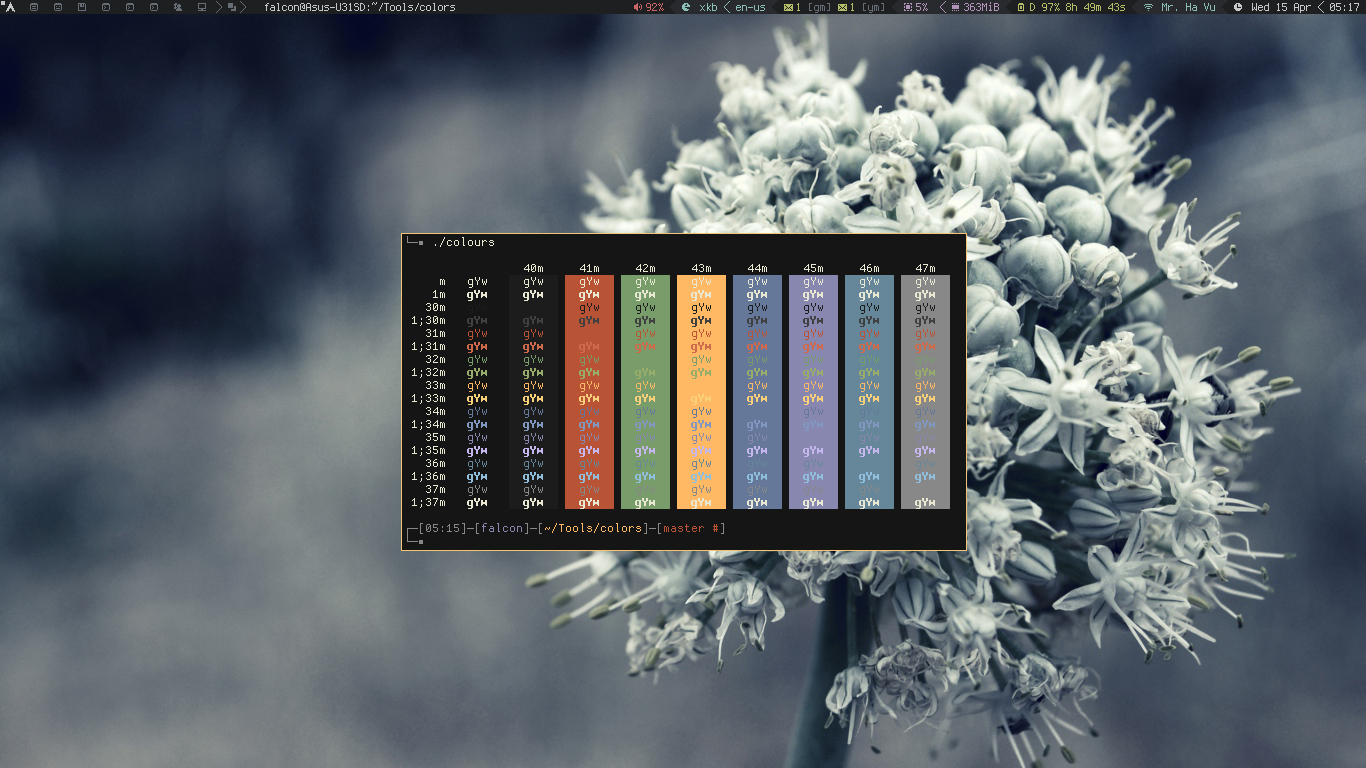 falcon@Asus-U31SD:~/Tools/colors 92% xkb en-us 1 [gm] 1 [ym] 5% 363MiB D 97% 8h 49m 43s Mr. Ha Vu Wed 15 Apr 05:17
./colours
40m 41m 42m 43m 44m 45m 46m 47m
m gYw gYw gYw gYw gYw gYw gYw gYw gYw
1m gYw gYw gYw gYw gYw gYw gYw gYw gYw
30m gYw gYw gYw gYw gYw gYw gYw
1;30m gYw gYw gYw gYw gYw gYw gYw gYw gYw
31m gYw gYw gYw gYw gYw gYw gYw gYw
1;31m gYw gYw gYw gYw gYw gYw gYw gYw gYw
32m gYw gYw gYw gYw gYw gYw gYw gYw
1;32m gYw gYw gYw gYw gYw gYw gYw gYw gYw
33m gYw gYw gYw gYw gYw gYw gYw gYw
1;33m gYw gYw gYw gYw gYw gYw gYw gYw gYw
34m gYw gYw gYw gYw gYw gYw gYw gYw
1;34m gYw gYw gYw gYw gYw gYw gYw gYw gYw
35m gYw gYw gYw gYw gYw gYw gYw gYw
1;35m gYw gYw gYw gYw gYw gYw gYw gYw gYw
36m gYw gYw gYw gYw gYw gYw gYw gYw
1;36m gYw gYw gYw gYw gYw gYw gYw gYw gYw
37m gYw gYw gYw gYw gYw gYw gYw gYw
1;37m gYw gYw gYw gYw gYw gYw gYw gYw gYw
[05:15]─[falcon]─[~/Tools/colors]─[master #]